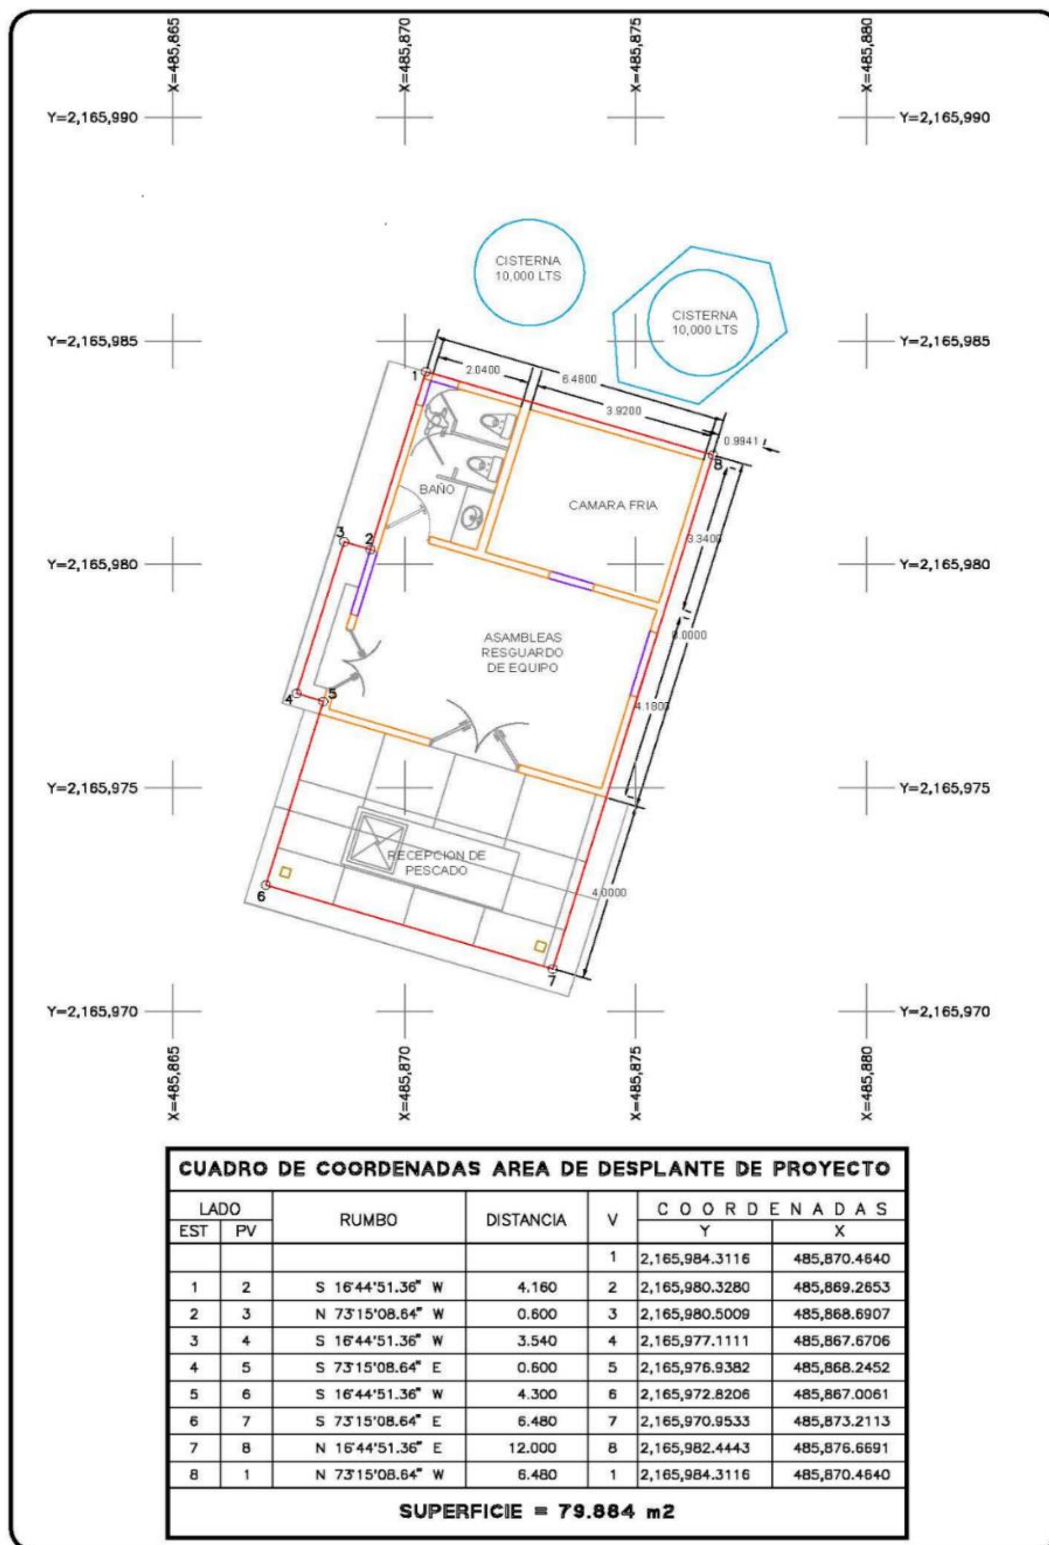 X=485,865
X=485,870
X=485,875
X=485,880
Y=2,165,990
Y=2,165,990
CISTERNA
10,000 LTS
CISTERNA
10,000 LTS
Y=2,165,985
Y=2,165,985
1
2.0400
6.4800
3.9200
0.9941
8
BAÑO
CAMARA FRIA
3
2
3.3400
Y=2,165,980
Y=2,165,980
ASAMBLEAS
RESGUARDO
DE EQUIPO
8.0000
4
5
4.1800
Y=2,165,975
Y=2,165,975
RECEPCION DE
PESCADO
6
4.0000
7
Y=2,165,970
Y=2,165,970
X=485,865
X=485,870
X=485,875
X=485,880
CUADRO DE COORDENADAS AREA DE DESPLANTE DE PROYECTO
LADO RUMBO DISTANCIA V COORDENADAS
EST PV Y X
1 2,165,984.3116 485,870.4640
1 2 S 16°44'51.36" W 4.160 2 2,165,980.3280 485,869.2653
2 3 N 73°15'08.64" W 0.600 3 2,165,980.5009 485,868.6907
3 4 S 16°44'51.36" W 3.540 4 2,165,977.1111 485,867.6706
4 5 S 73°15'08.64" E 0.600 5 2,165,976.9382 485,868.2452
5 6 S 16°44'51.36" W 4.300 6 2,165,972.8206 485,867.0061
6 7 S 73°15'08.64" E 6.480 7 2,165,970.9533 485,873.2113
7 8 N 16°44'51.36" E 12.000 8 2,165,982.4443 485,876.6691
8 1 N 73°15'08.64" W 6.480 1 2,165,984.3116 485,870.4640
SUPERFICIE = 79.884 m2